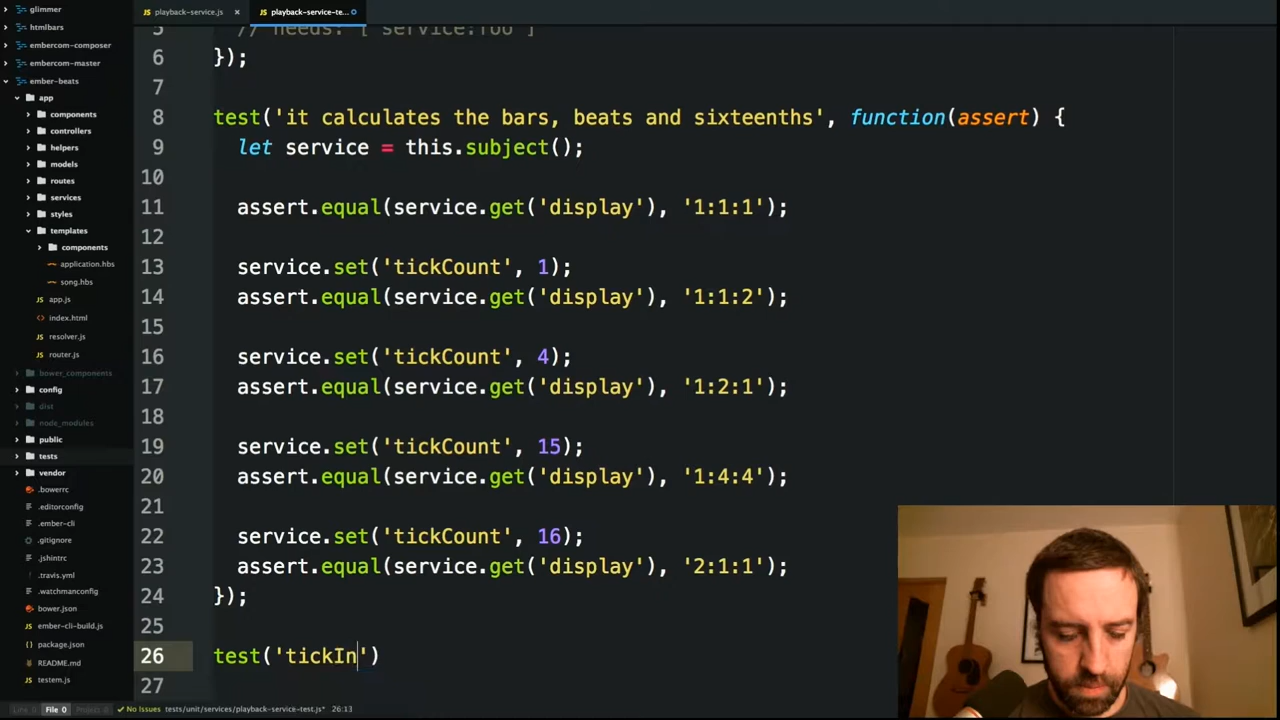 glimmer
htmlbars
embercom-composer
embercom-master
ember-beats
app
components
controllers
helpers
models
routes
services
styles
templates
components
application.hbs
song.hbs
app.js
index.html
resolver.js
router.js
bower_components
config
dist
node_modules
public
tests
vendor
.bowerrc
.editorconfig
.ember-cli
.gitignore
.jshintrc
.travis.yml
.watchmanconfig
bower.json
ember-cli-build.js
package.json
README.md
testem.js
playback-service.js ×
playback-service-te...
5 // needs: ['service:foo']
6 });
7
8 test('it calculates the bars, beats and sixteenths', function(assert) {
9 let service = this.subject();
10
11 assert.equal(service.get('display'), '1:1:1');
12
13 service.set('tickCount', 1);
14 assert.equal(service.get('display'), '1:1:2');
15
16 service.set('tickCount', 4);
17 assert.equal(service.get('display'), '1:2:1');
18
19 service.set('tickCount', 15);
20 assert.equal(service.get('display'), '1:4:4');
21
22 service.set('tickCount', 16);
23 assert.equal(service.get('display'), '2:1:1');
24 });
25
26 test('tickIn')
27
Line 0 File 0 Project 0 No Issues tests/unit/services/playback-service-test.js* 26:13